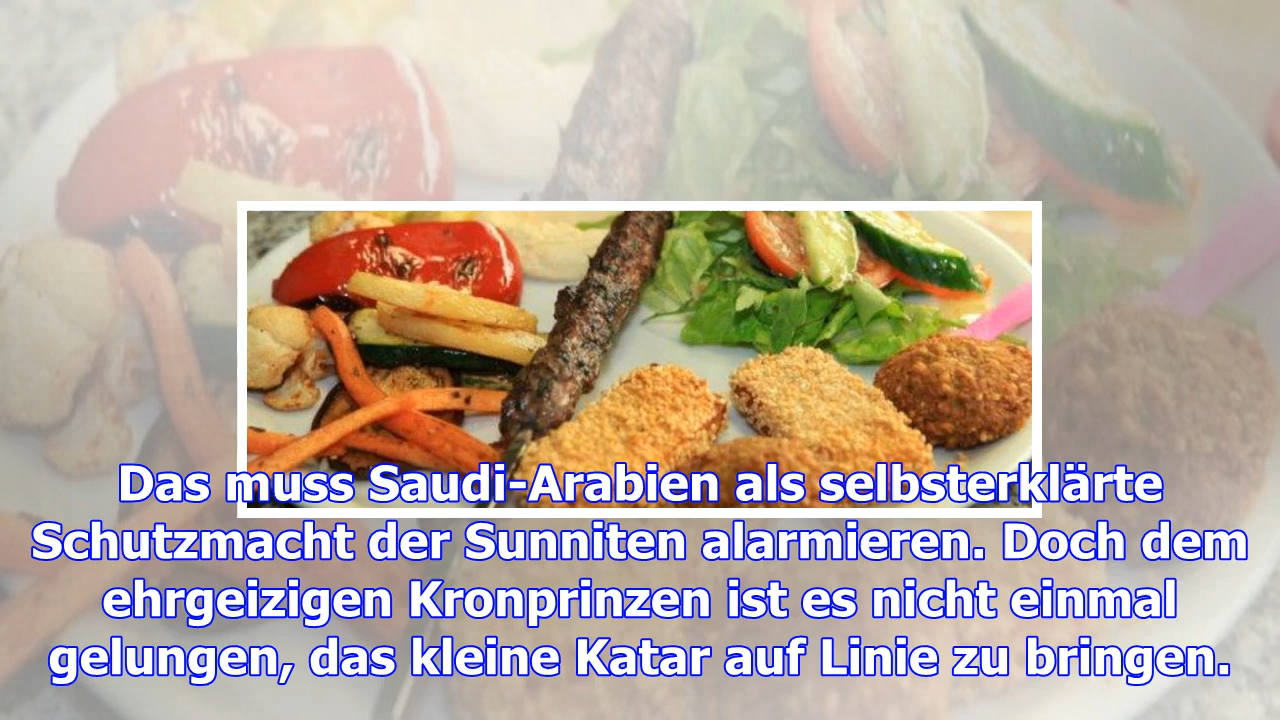 Das muss Saudi-Arabien als selbsterklärte
Schutzmacht der Sunniten alarmieren. Doch dem
ehrgeizigen Kronprinzen ist es nicht einmal
gelungen, das kleine Katar auf Linie zu bringen.